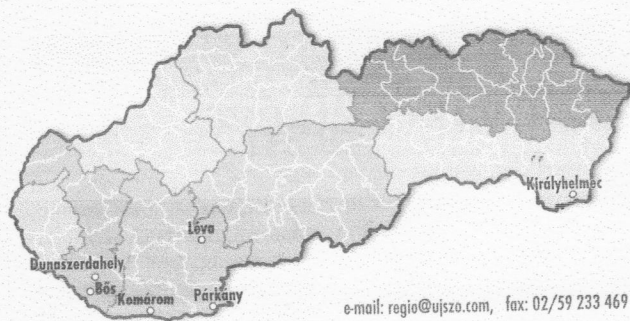 Királyhelmec
Léva
Dunaszerdahely
Bős
Komárom
Párkány
e-mail: regio@ujszo.com, fax: 02/59 233 469